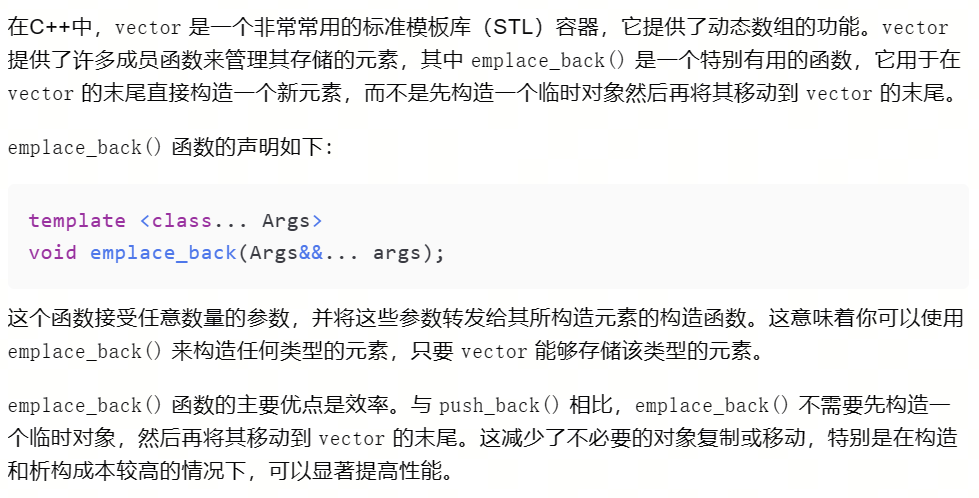 在C++中，vector 是一个非常常用的标准模板库（STL）容器，它提供了动态数组的功能。vector
提供了许多成员函数来管理其存储的元素，其中 emplace_back() 是一个特别有用的函数，它用于在
vector 的末尾直接构造一个新元素，而不是先构造一个临时对象然后再将其移动到 vector 的末尾。
emplace_back() 函数的声明如下：
template <class... Args>
void emplace_back(Args&&... args);
这个函数接受任意数量的参数，并将这些参数转发给其所构造元素的构造函数。这意味着你可以使用
emplace_back() 来构造任何类型的元素，只要 vector 能够存储该类型的元素。
emplace_back() 函数的主要优点是效率。与 push_back() 相比，emplace_back() 不需要先构造一
个临时对象，然后再将其移动到 vector 的末尾。这减少了不必要的对象复制或移动，特别是在构造
和析构成本较高的情况下，可以显著提高性能。